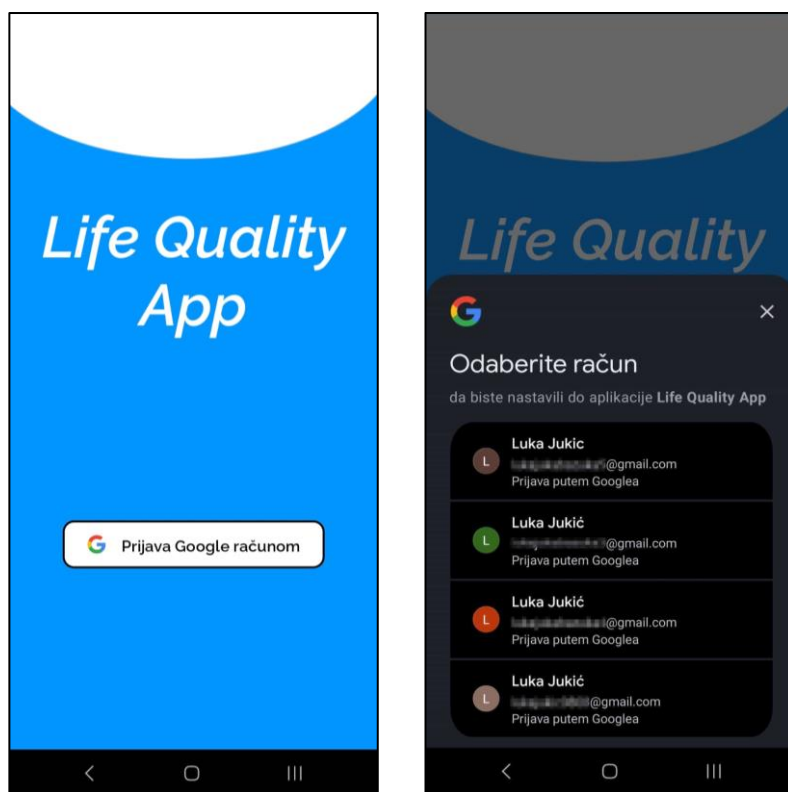 Life Quality
App
Prijava Google računom
Life Quality
Odaberite račun
da biste nastavili do aplikacije Life Quality App
L
Luka Jukic
@gmail.com
Prijava putem Googlea
L
Luka Jukić
@gmail.com
Prijava putem Googlea
L
Luka Jukić
@gmail.com
Prijava putem Googlea
L
Luka Jukić
@gmail.com
Prijava putem Googlea